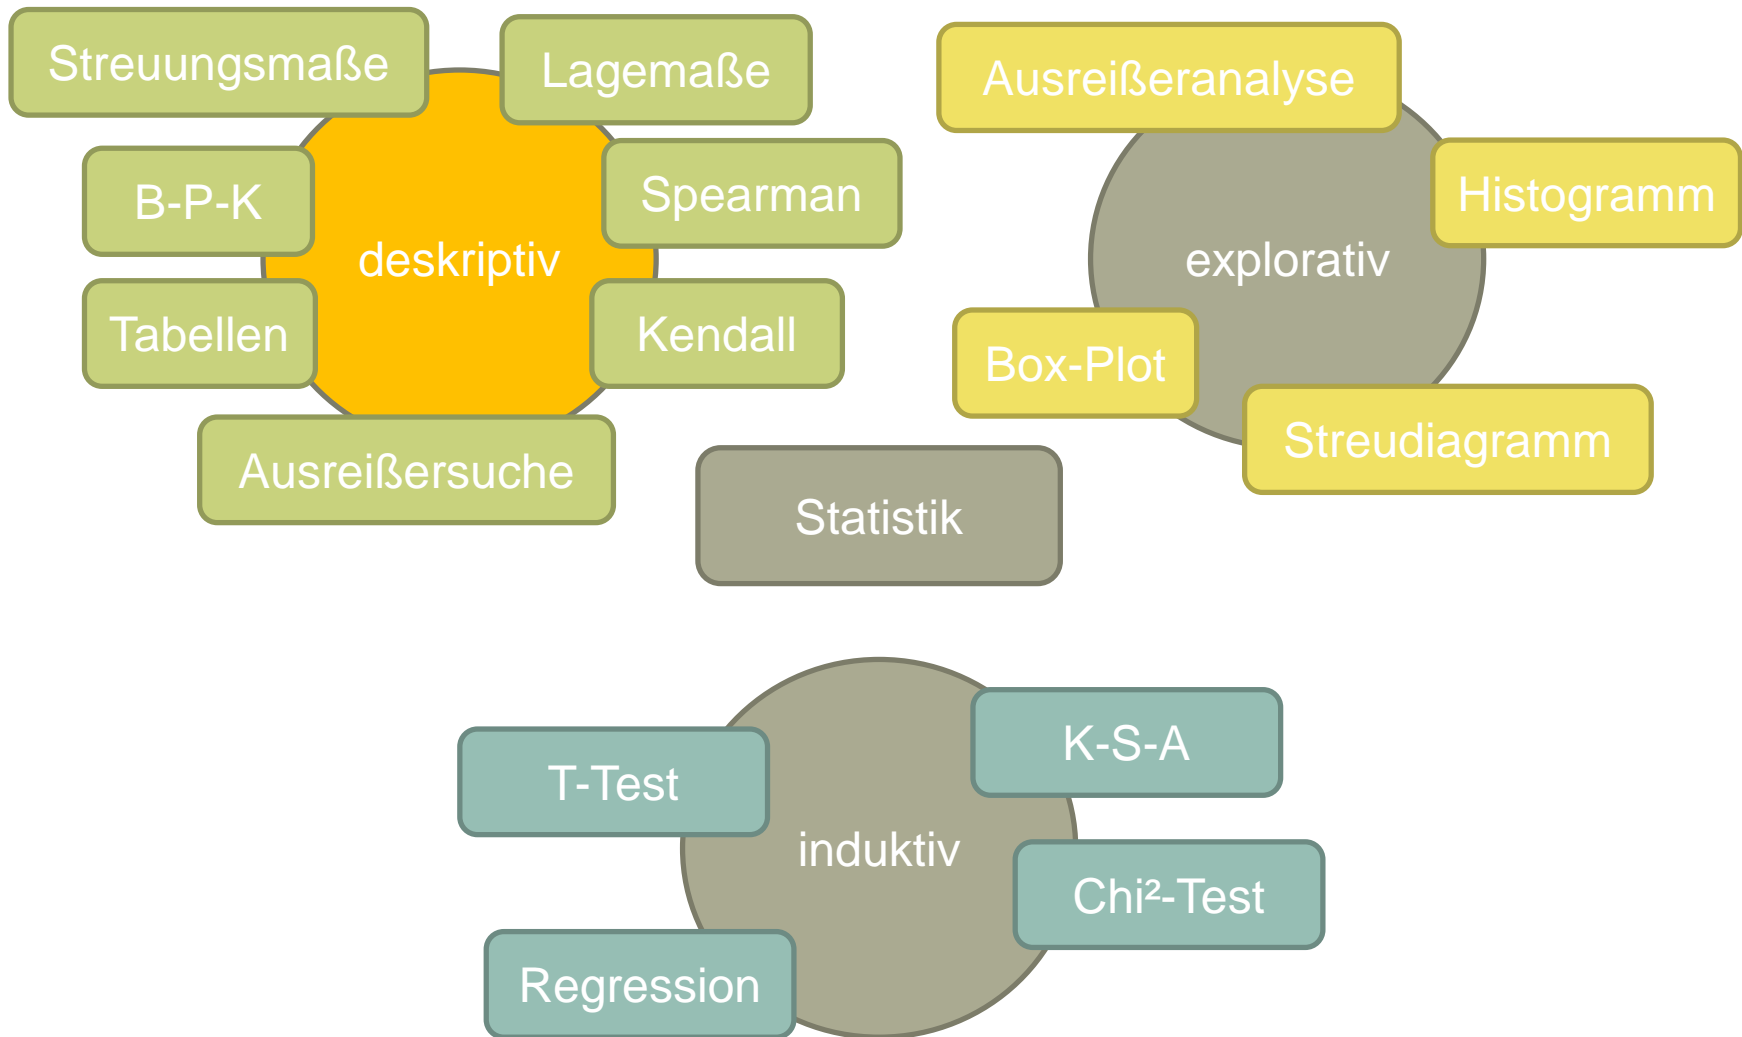 Streuungsmaße
Lagemaße
B-P-K
Spearman
deskriptiv
Tabellen
Kendall
Ausreißersuche
Ausreißeranalyse
Histogramm
explorativ
Box-Plot
Streudiagramm
Statistik
T-Test
K-S-A
induktiv
Chi²-Test
Regression